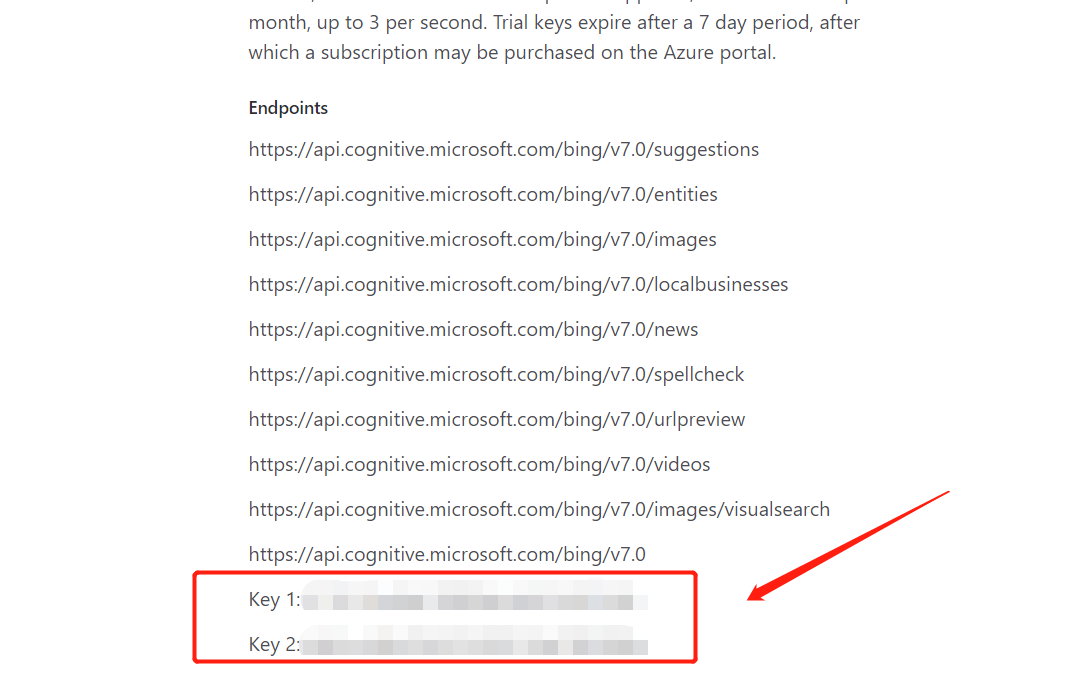 month, up to 3 per second. Trial keys expire after a 7 day period, after
which a subscription may be purchased on the Azure portal.
Endpoints
https://api.cognitive.microsoft.com/bing/v7.0/suggestions
https://api.cognitive.microsoft.com/bing/v7.0/entities
https://api.cognitive.microsoft.com/bing/v7.0/images
https://api.cognitive.microsoft.com/bing/v7.0/localbusinesses
https://api.cognitive.microsoft.com/bing/v7.0/news
https://api.cognitive.microsoft.com/bing/v7.0/spellcheck
https://api.cognitive.microsoft.com/bing/v7.0/urlpreview
https://api.cognitive.microsoft.com/bing/v7.0/videos
https://api.cognitive.microsoft.com/bing/v7.0/images/visualsearch
https://api.cognitive.microsoft.com/bing/v7.0
Key 1:
Key 2: